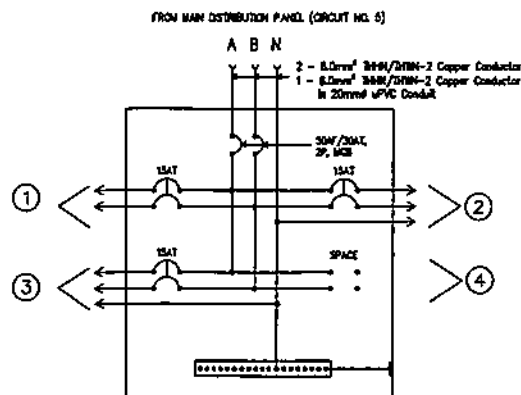 FROM MAIN DISTRIBUTION PANEL (CIRCUIT NO. 5)
A B N
2 - 8.0mm² THHN/THWN-2 Copper Conductor
1 - 8.0mm² THHN/THWN-2 Copper Conductor
in 20mmø uPVC Conduit
50AF/30AT,
2P, MCB
15AT 15AT
1 2
15AT SPACE
3 4